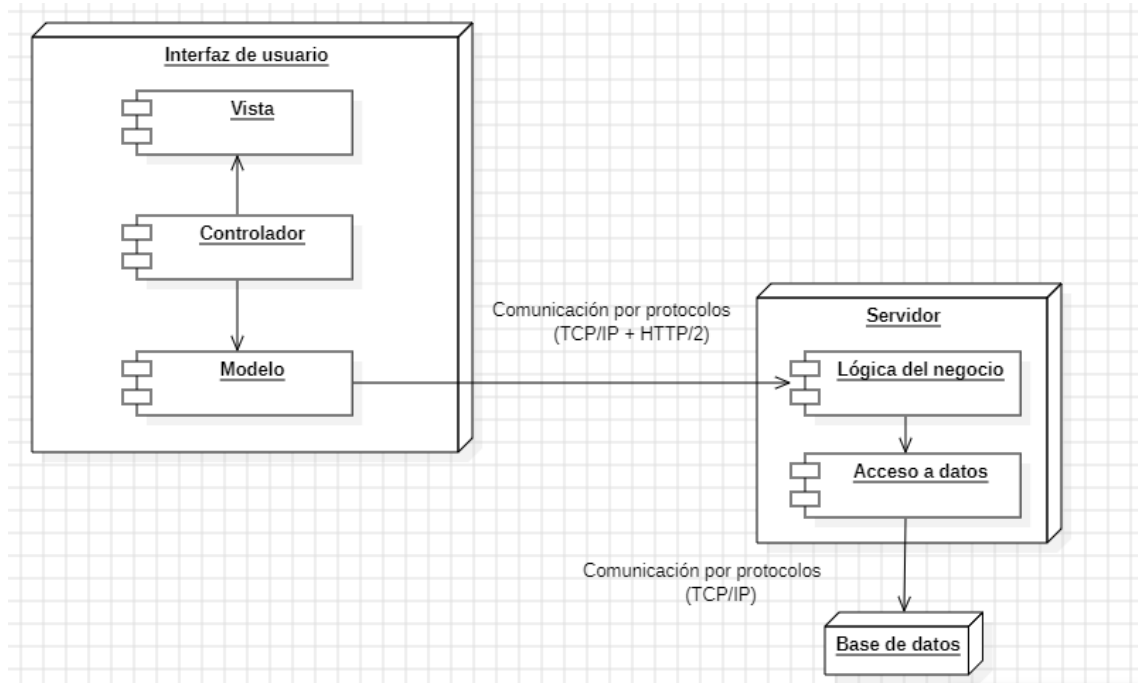 Interfaz de usuario
Vista
Controlador
Modelo
Comunicación por protocolos
(TCP/IP + HTTP/2)
Servidor
Lógica del negocio
Acceso a datos
Comunicación por protocolos
(TCP/IP)
Base de datos